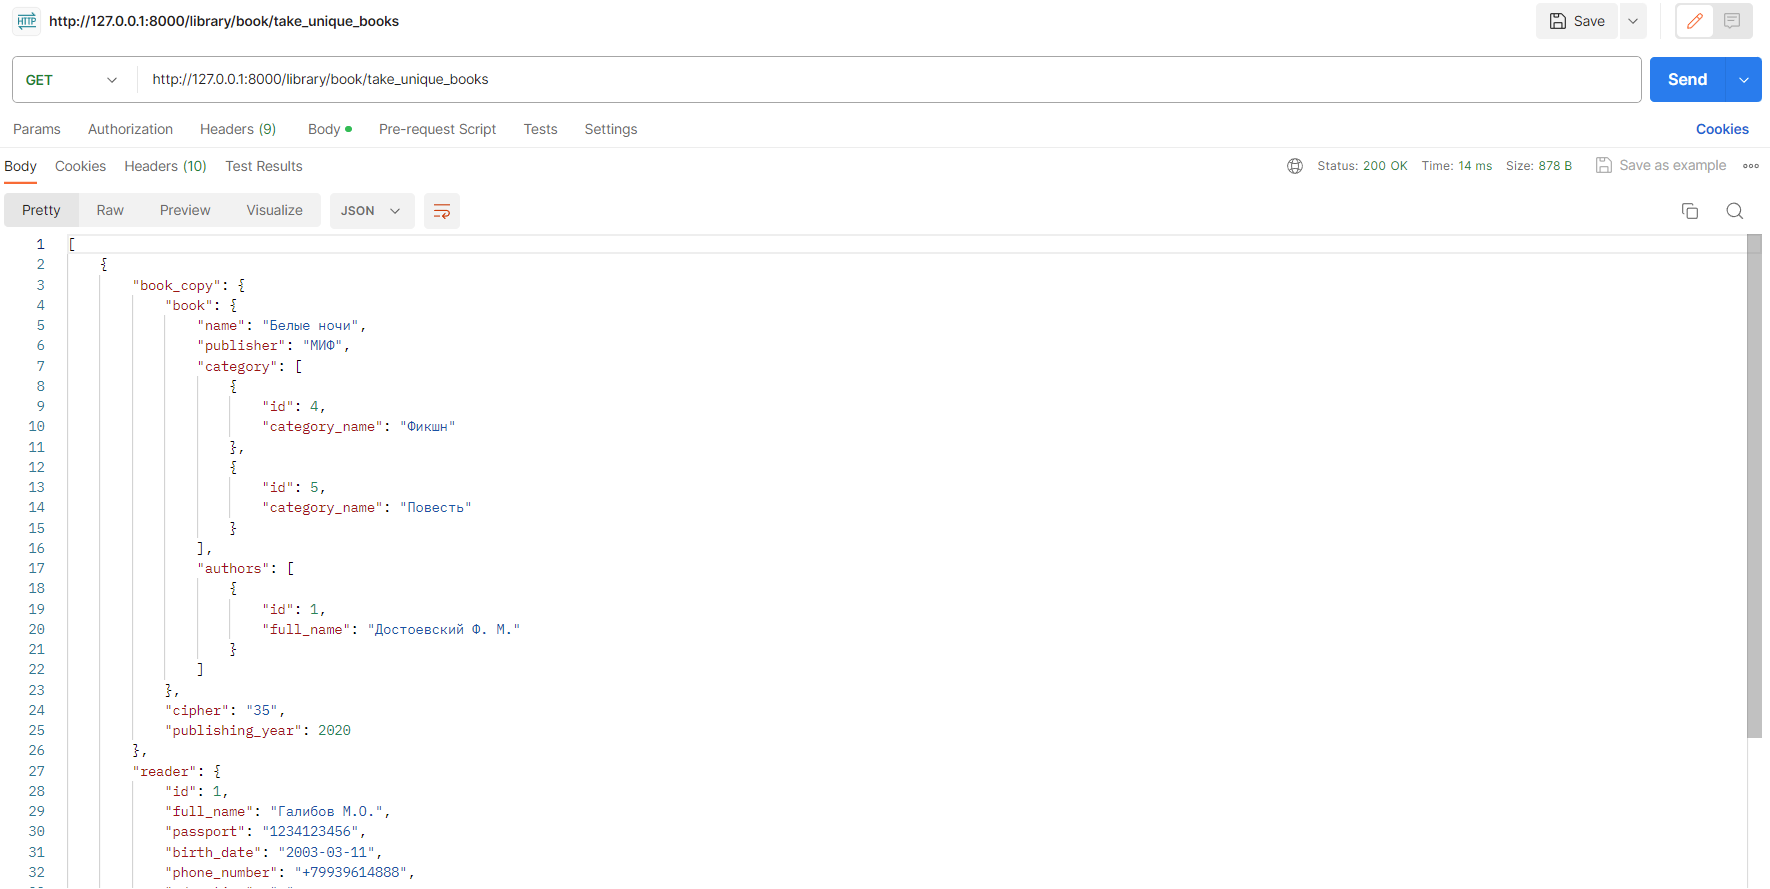 HTTP http://127.0.0.1:8000/library/book/take_unique_books Save
GET http://127.0.0.1:8000/library/book/take_unique_books Send
Params Authorization Headers (9) Body Pre-request Script Tests Settings Cookies
Body Cookies Headers (10) Test Results Status: 200 OK Time: 14 ms Size: 878 B Save as example
Pretty Raw Preview Visualize JSON
1 [
2 {
3 "book_copy": {
4 "book": {
5 "name": "Белые ночи",
6 "publisher": "МИФ",
7 "category": [
8 {
9 "id": 4,
10 "category_name": "Фикшн"
11 },
12 {
13 "id": 5,
14 "category_name": "Повесть"
15 }
16 ],
17 "authors": [
18 {
19 "id": 1,
20 "full_name": "Достоевский Ф. М."
21 }
22 ]
23 },
24 "cipher": "35",
25 "publishing_year": 2020
26 },
27 "reader": {
28 "id": 1,
29 "full_name": "Галибов М.О.",
30 "passport": "1234123456",
31 "birth_date": "2003-03-11",
32 "phone_number": "+79939614888",